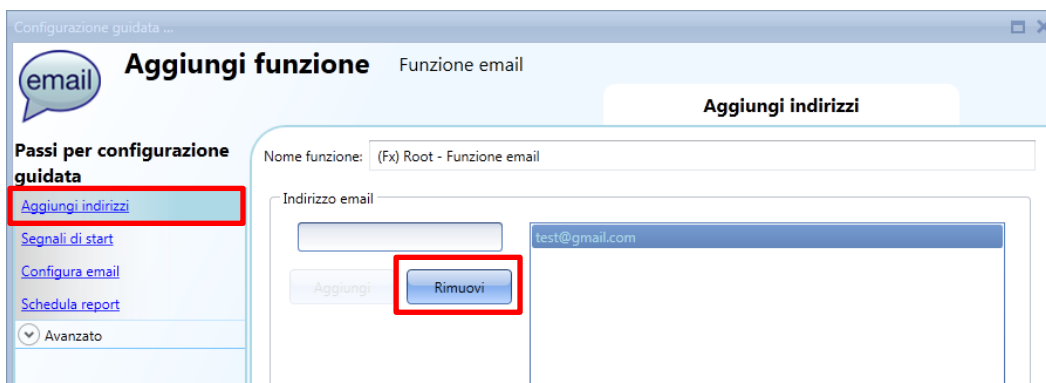 Configurazione guidata ...
email
Aggiungi funzione Funzione email
Aggiungi indirizzi
Passi per configurazione
guidata
Aggiungi indirizzi
Segnali di start
Configura email
Schedula report
Avanzato
Nome funzione: (Fx) Root - Funzione email
Indirizzo email
test@gmail.com
Aggiungi Rimuovi